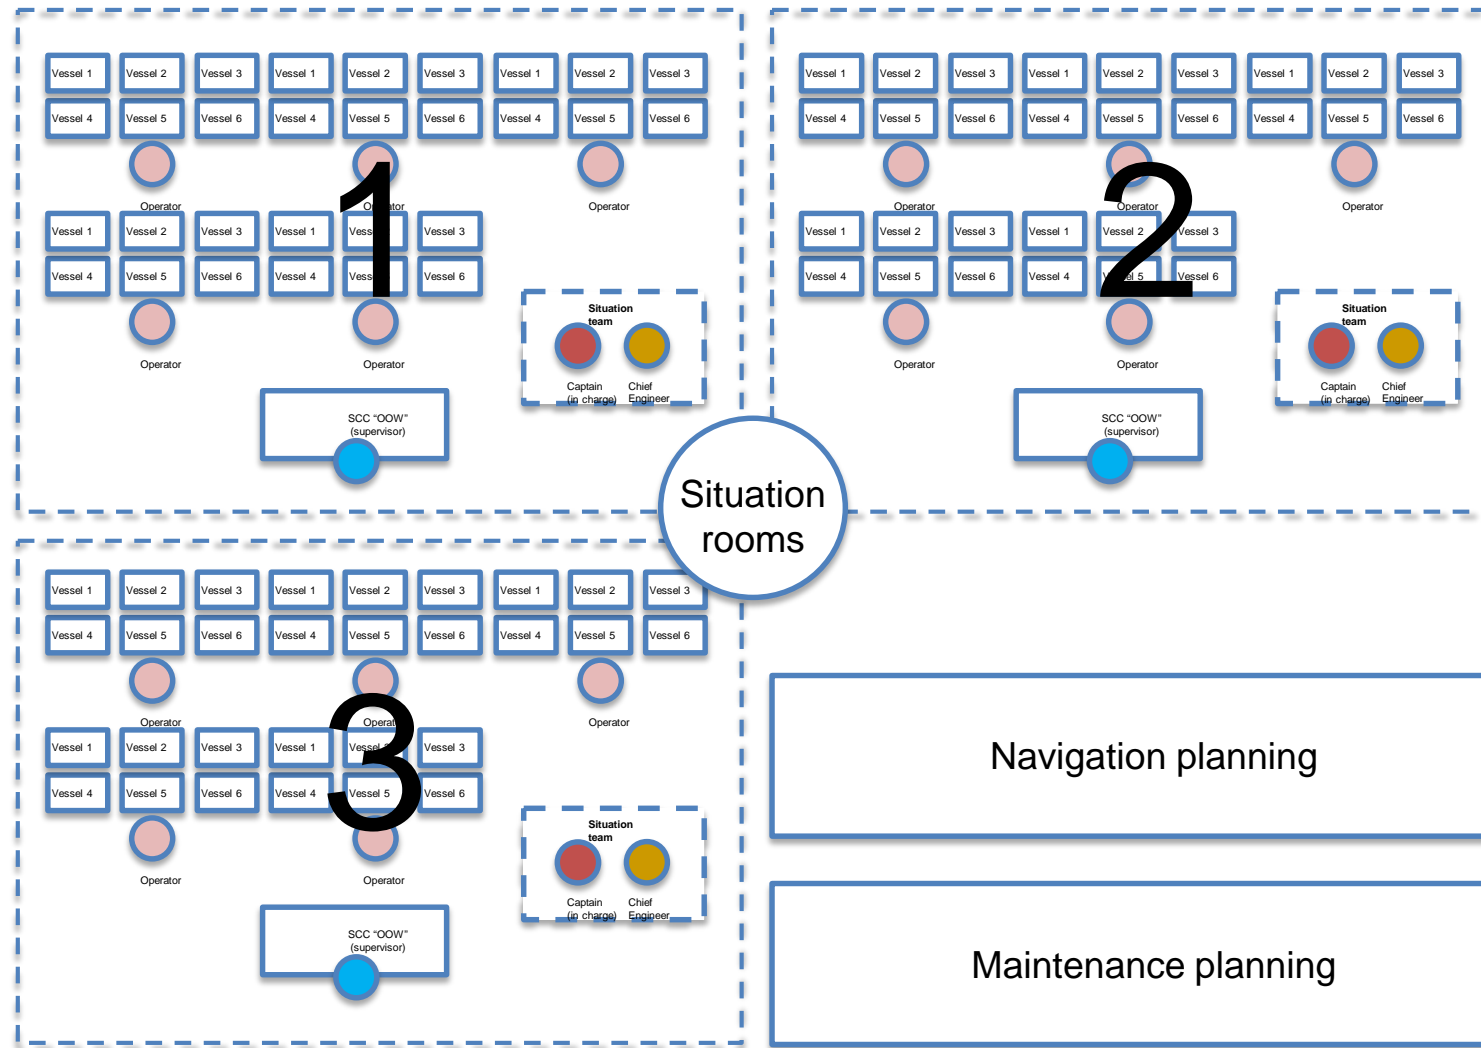 Vessel 1 Vessel 2 Vessel 3 Vessel 1 Vessel 2 Vessel 3 Vessel 1 Vessel 2 Vessel 3
Vessel 4 Vessel 5 Vessel 6 Vessel 4 Vessel 5 Vessel 6 Vessel 4 Vessel 5 Vessel 6
Operator Operator Operator
Vessel 1 Vessel 2 Vessel 3 Vessel 1 Vessel 3
Vessel 4 Vessel 5 Vessel 6 Vessel 4 Vessel 6
1
Operator Operator
Situation
team
Captain
(in charge)
Chief
Engineer
SCC “OOW”
(supervisor)
Vessel 1 Vessel 2 Vessel 3 Vessel 1 Vessel 2 Vessel 3 Vessel 1 Vessel 2 Vessel 3
Vessel 4 Vessel 5 Vessel 6 Vessel 4 Vessel 5 Vessel 6 Vessel 4 Vessel 5 Vessel 6
Operator Operator Operator
Vessel 1 Vessel 2 Vessel 3 Vessel 1 Vessel 2 Vessel 3
Vessel 4 Vessel 5 Vessel 6 Vessel 4 Vessel 5 Vessel 6
2
Operator Operator
Situation
team
Captain
(in charge)
Chief
Engineer
SCC “OOW”
(supervisor)
Situation
rooms
Vessel 1 Vessel 2 Vessel 3 Vessel 1 Vessel 2 Vessel 3 Vessel 1 Vessel 2 Vessel 3
Vessel 4 Vessel 5 Vessel 6 Vessel 4 Vessel 5 Vessel 6 Vessel 4 Vessel 5 Vessel 6
Operator Operator Operator
Vessel 1 Vessel 2 Vessel 3 Vessel 1 Vessel 2 Vessel 3
Vessel 4 Vessel 5 Vessel 6 Vessel 4 Vessel 5 Vessel 6
3
Operator Operator
Situation
team
Captain
(in charge)
Chief
Engineer
SCC “OOW”
(supervisor)
Navigation planning
Maintenance planning